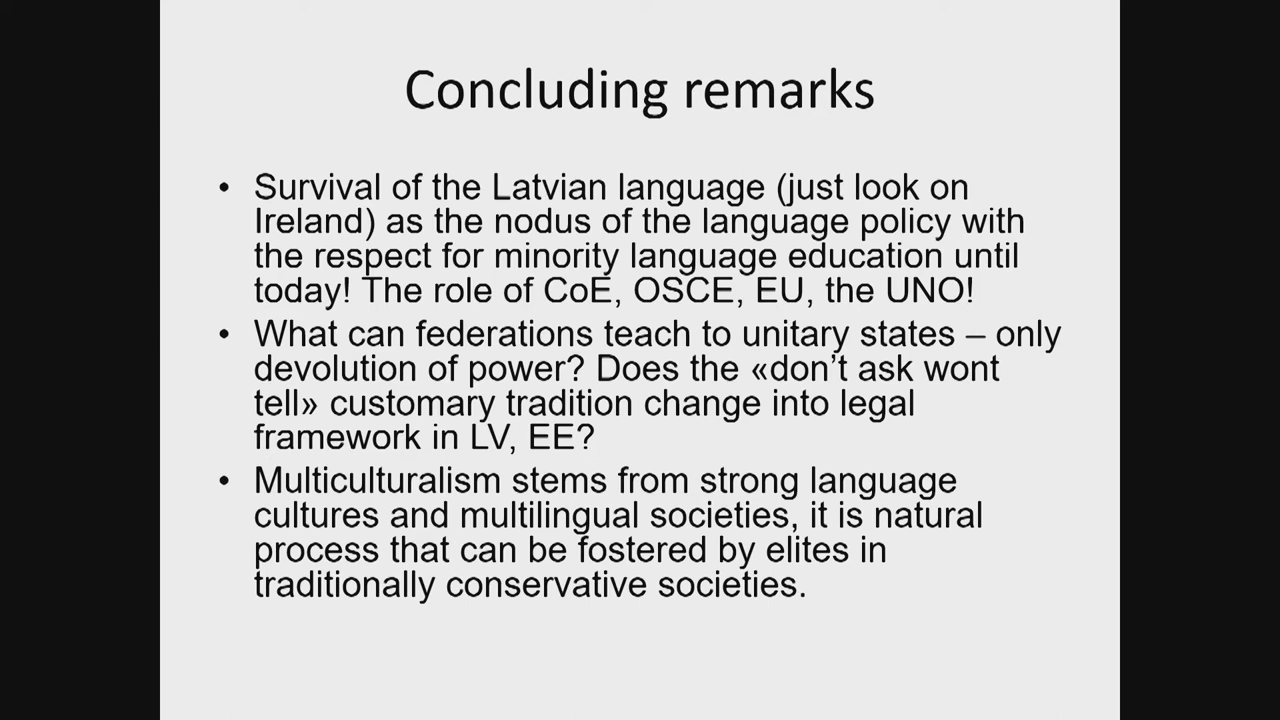 Concluding remarks
• Survival of the Latvian language (just look on
Ireland) as the nodus of the language policy with
the respect for minority language education until
today! The role of CoE, OSCE, EU, the UNO!
• What can federations teach to unitary states – only
devolution of power? Does the «don’t ask wont
tell» customary tradition change into legal
framework in LV, EE?
• Multiculturalism stems from strong language
cultures and multilingual societies, it is natural
process that can be fostered by elites in
traditionally conservative societies.